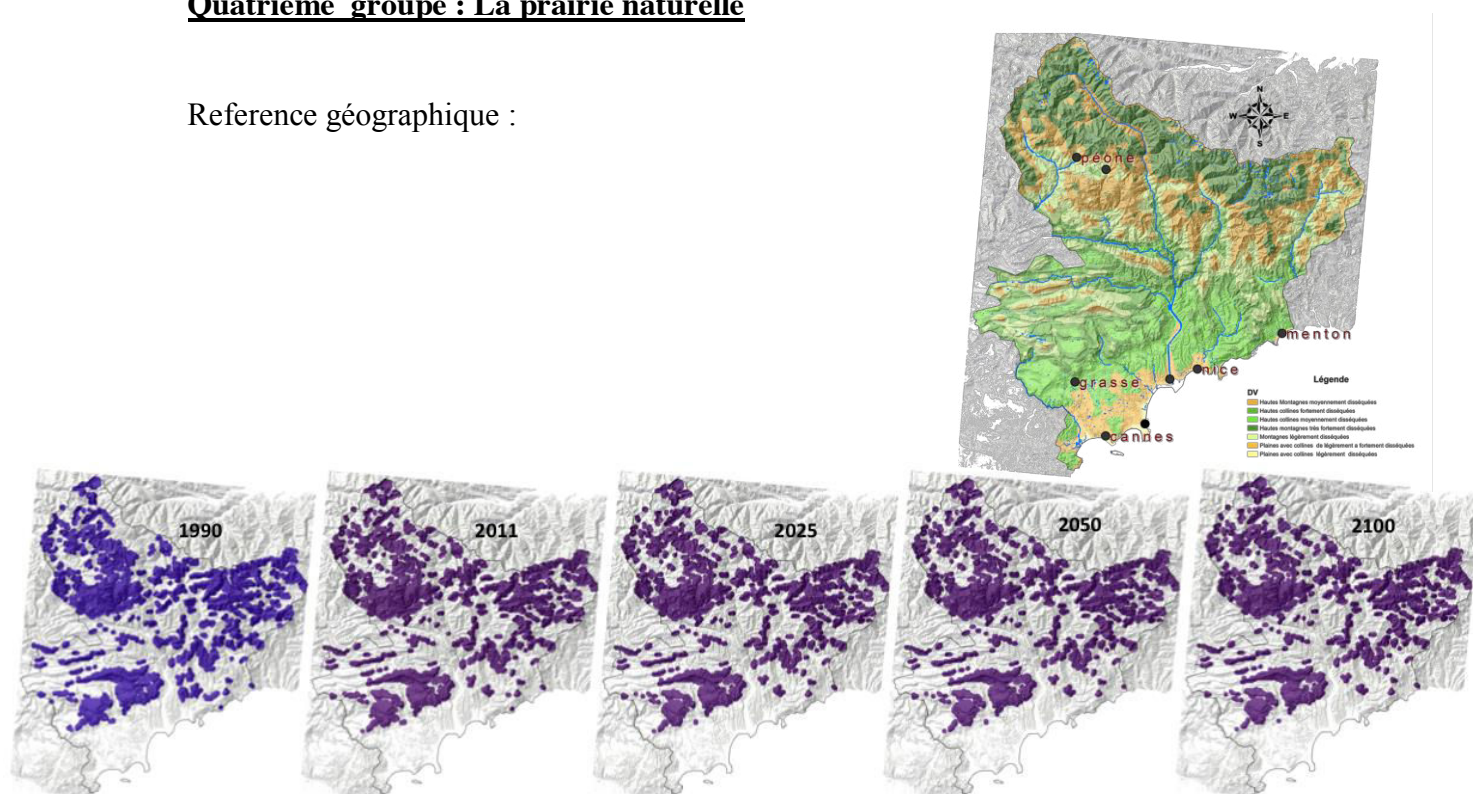 Quatrième groupe : La prairie naturelle
Reference géographique :
N
W E
S
péone
menton
nice
grasse
cannes
Légende
DV
Hautes Montagnes moyennement disséquées
Hautes collines fortement disséquées
Hautes collines moyennement disséquées
Hautes montagnes très fortement disséquées
Montagnes légèrement disséquées
Plaines avec collines de légèrement a fortement disséquées
Plaines avec collines légèrement disséquées
1990
2011
2025
2050
2100